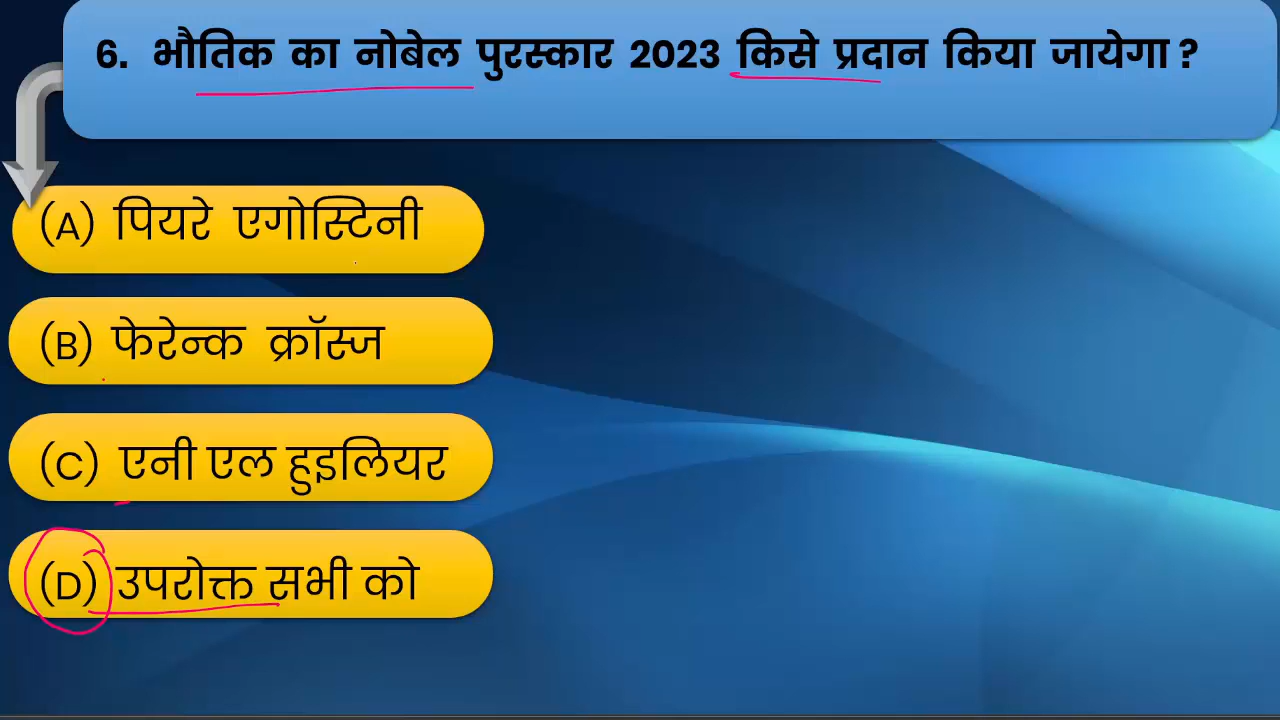 6. भौतिक का नोबेल पुरस्कार 2023 किसे प्रदान किया जायेगा ?
(A) पियरे एगोस्टिनी
(B) फेरेन्क क्रॉस्ज
(C) एनी एल हुइलियर
(D) उपरोक्त सभी को